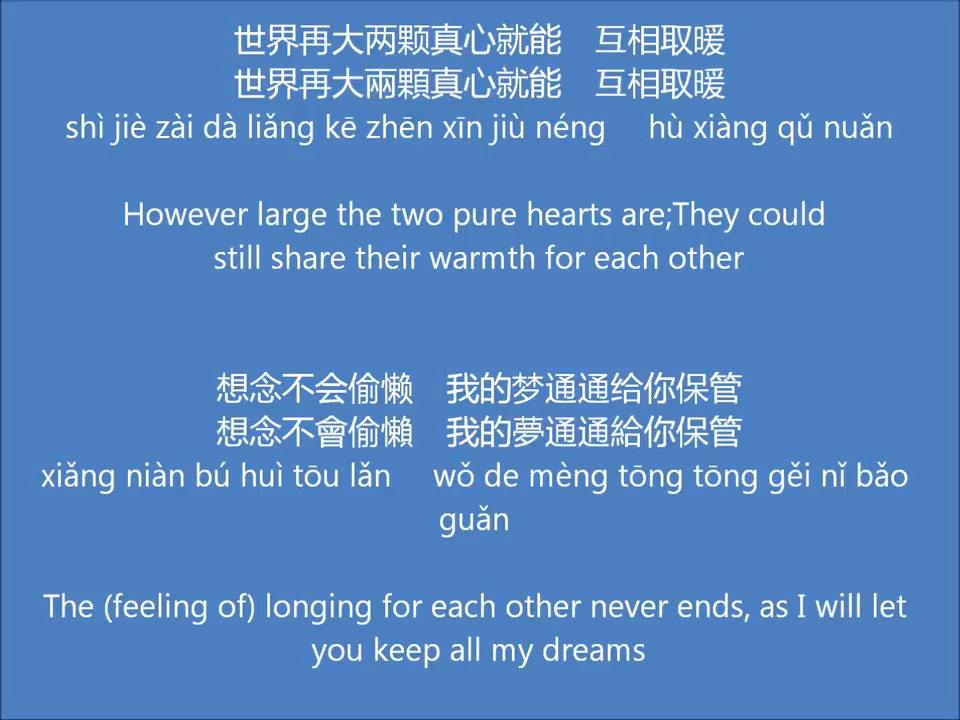 世界再大两颗真心就能　互相取暖
世界再大兩顆真心就能　互相取暖
shì jiè zài dà liǎng kē zhēn xīn jiù néng　hù xiàng qǔ nuǎn
However large the two pure hearts are;They could
still share their warmth for each other
想念不会偷懒　我的梦通通给你保管
想念不會偷懶　我的夢通通給你保管
xiǎng niàn bú huì tōu lǎn　wǒ de mèng tōng tōng gěi nǐ bǎo
guǎn
The (feeling of) longing for each other never ends, as I will let
you keep all my dreams